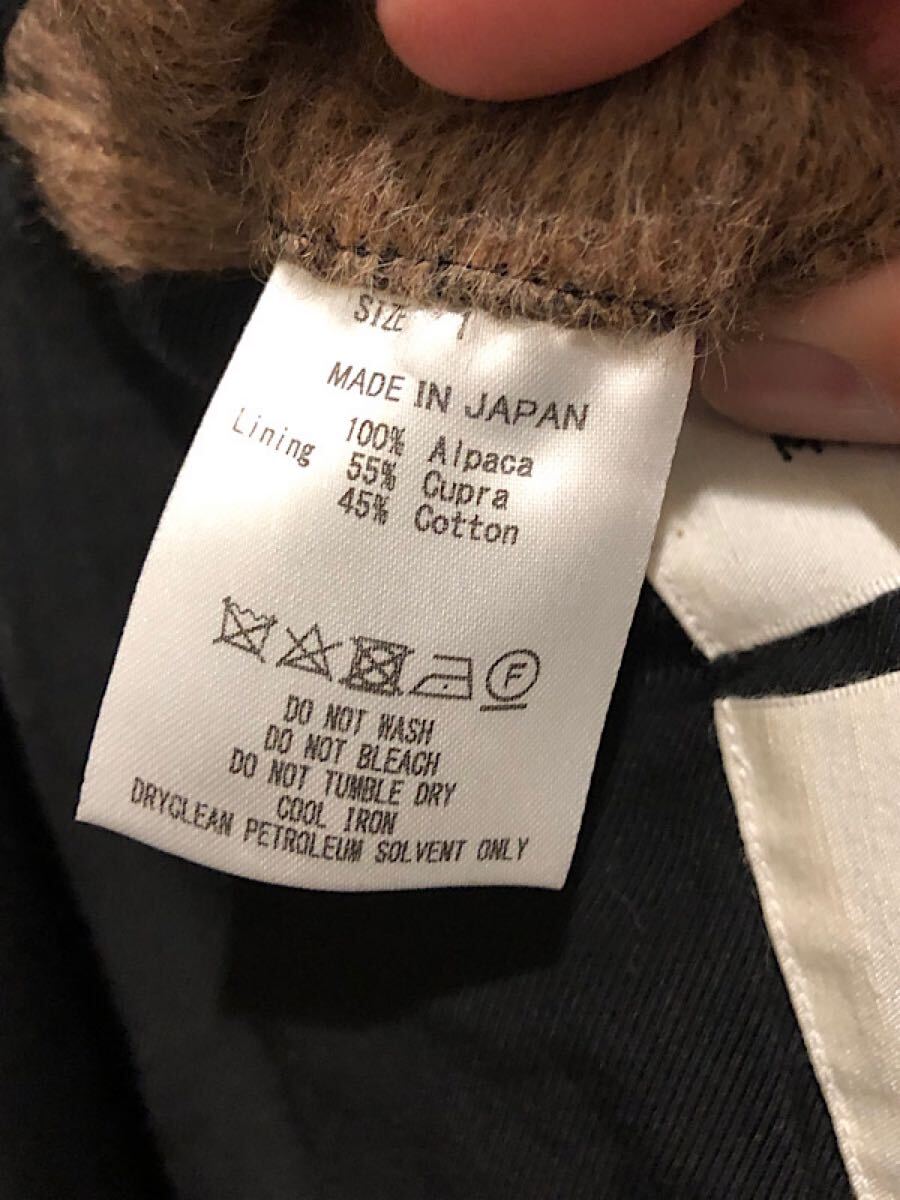 SIZE 1
MADE IN JAPAN
100% Alpaca
Lining 55% Cupra
45% Cotton
F
DO NOT WASH
DO NOT BLEACH
DO NOT TUMBLE DRY
COOL IRON
DRYCLEAN PETROLEUM SOLVENT ONLY